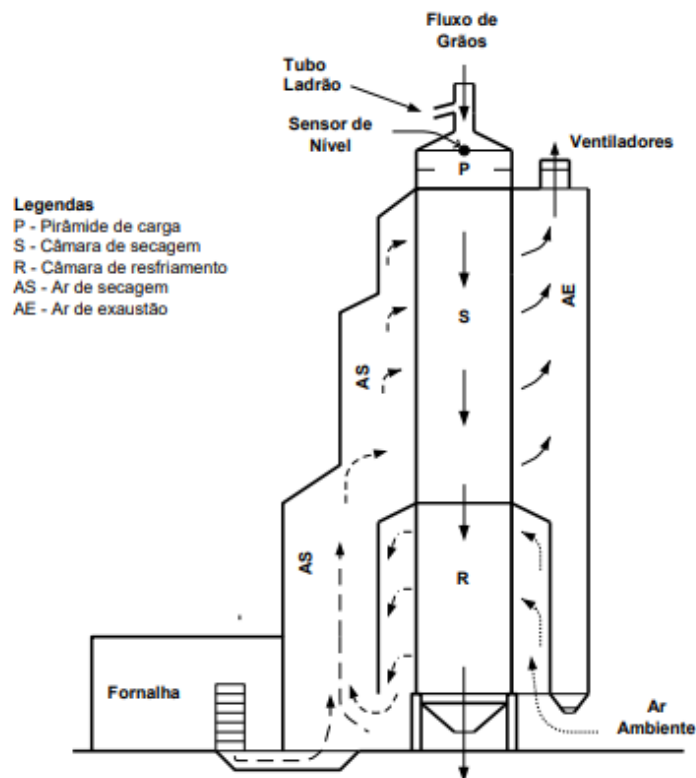 Fluxo de
Grãos
Tubo
Ladrão
Sensor de
Nível
Ventiladores
P
Legendas
P - Pirâmide de carga
S - Câmara de secagem
R - Câmara de resfriamento
AS - Ar de secagem
AE - Ar de exaustão
AE
S
AS
AS
R
Fornalha
Ar
Ambiente